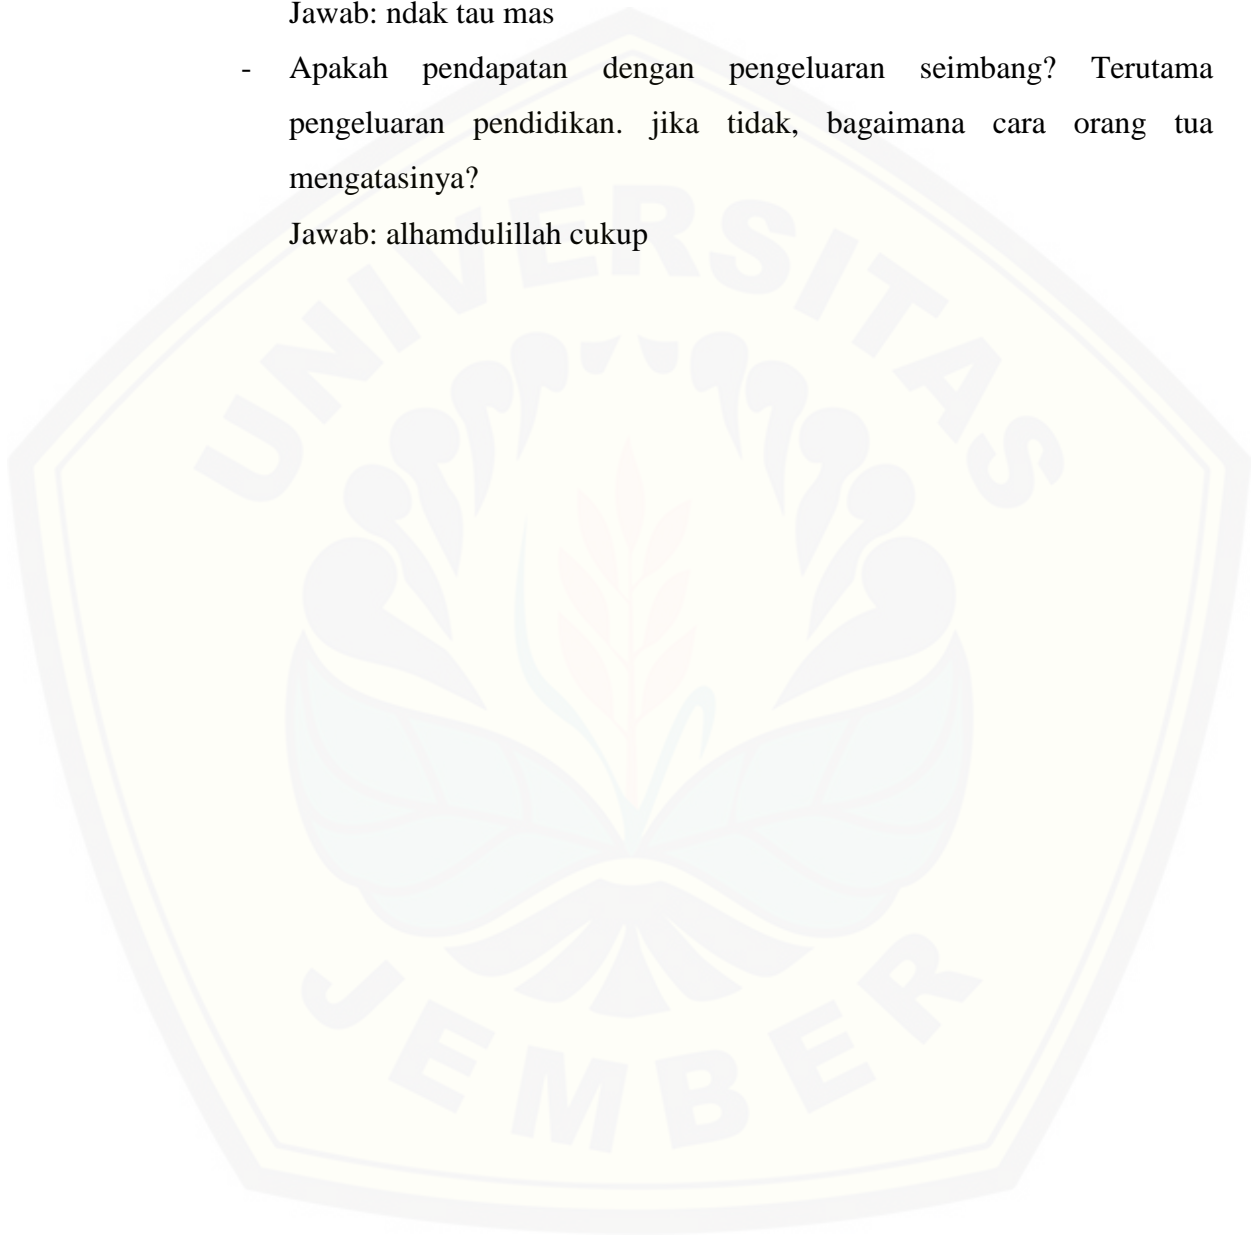 Jawab: ndak tau mas
- Apakah pendapatan dengan pengeluaran seimbang? Terutama
pengeluaran pendidikan. jika tidak, bagaimana cara orang tua
mengatasinya?
Jawab: alhamdulillah cukup
UNIVERSITAS
JEMBER